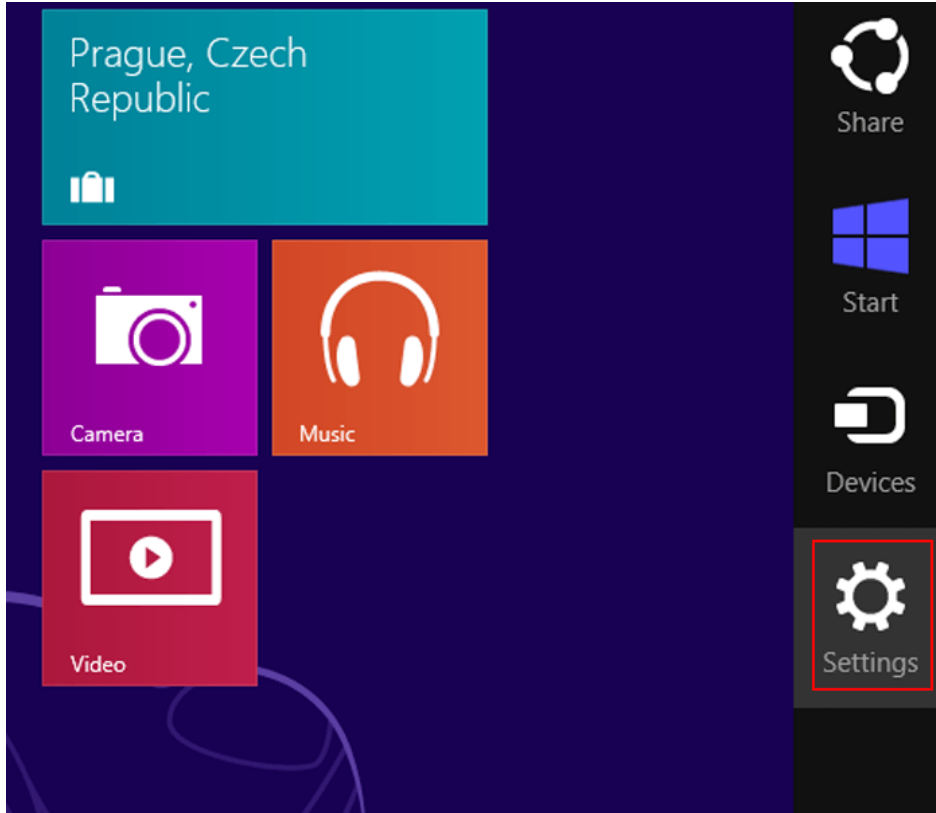 Prague, Czech
Republic
Camera
Music
Video
Share
Start
Devices
Settings